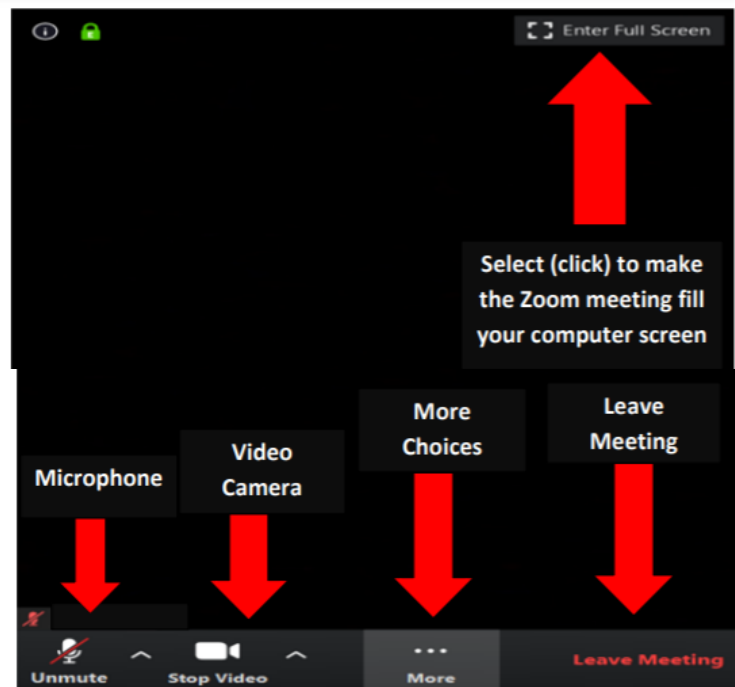 Enter Full Screen
Select (click) to make
the Zoom meeting fill
your computer screen
More
Choices
Leave
Meeting
Video
Camera
Microphone
Unmute
Stop Video
More
Leave Meeting